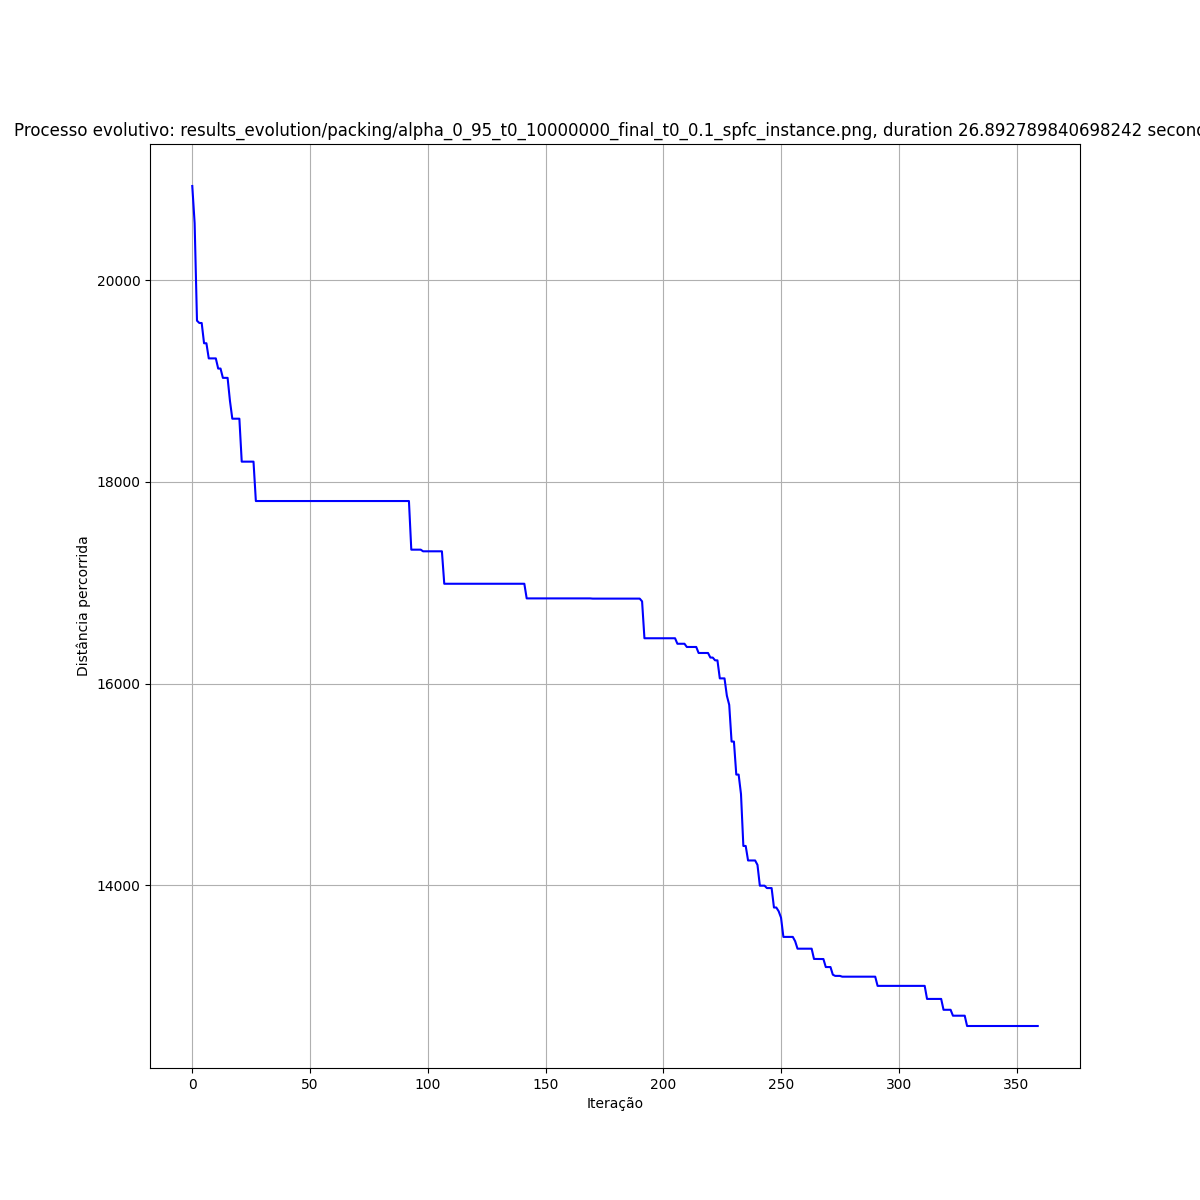 Processo evolutivo: results_evolution/packing/alpha_0_95_t0_10000000_final_t0_0.1_spfc_instance.png, duration 26.892789840698242 secon
20000
18000
16000
14000
Distância percorrida
0 50 100 150 200 250 300 350
Iteração